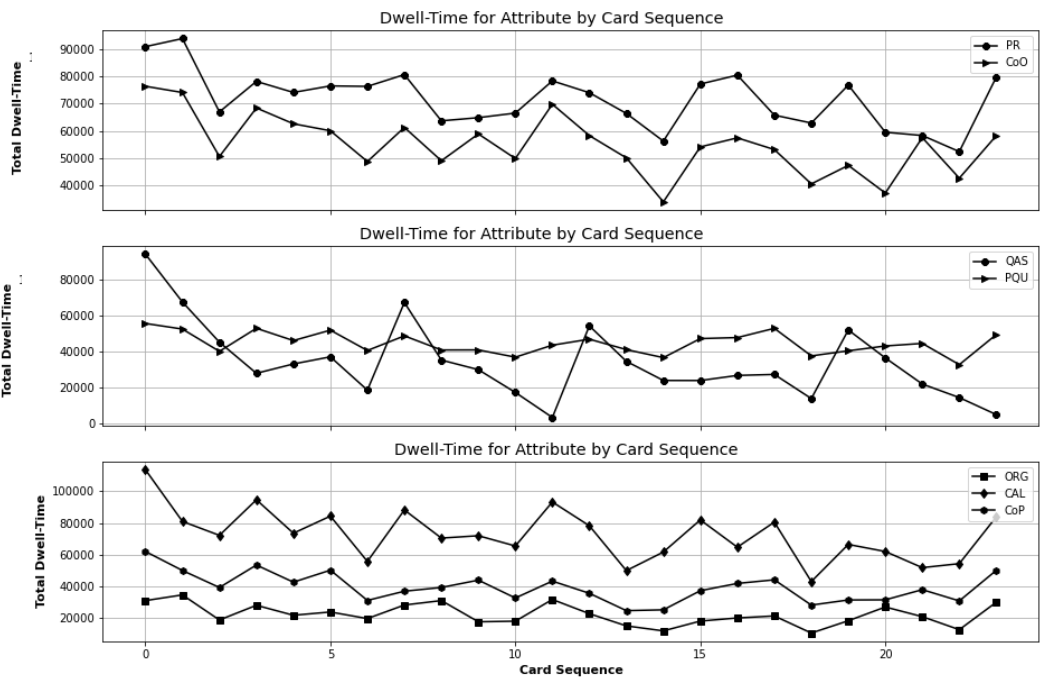 Dwell-Time for Attribute by Card Sequence
Total Dwell-Time
90000
80000
70000
60000
50000
40000
PR
CoO
Dwell-Time for Attribute by Card Sequence
Total Dwell-Time
80000
60000
40000
20000
0
QAS
PQU
Dwell-Time for Attribute by Card Sequence
Total Dwell-Time
100000
80000
60000
40000
20000
ORG
CAL
CoP
0
5
10
15
20
Card Sequence